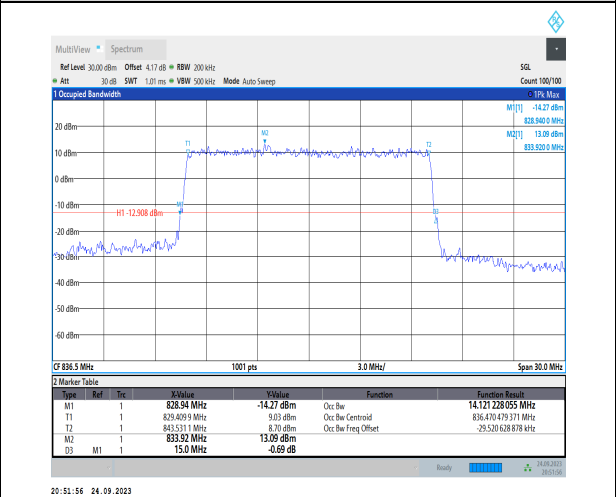 MultiView Spectrum
Ref Level 30.00 dBm Offset 4.17 dB RBW 200 kHz SGL
Att 30 dB SWT 1.01 ms VBW 500 kHz Mode Auto Sweep Count 100/100
1 Occupied Bandwidth 1Pk Max
M1[1] -14.27 dBm
828.940 0 MHz
M2[1] 13.09 dBm
833.920 0 MHz
20 dBm
M2
T1
T2
10 dBm
0 dBm
-10 dBm
M1
H1 -12.908 dBm
D3
-20 dBm
-30 dBm
-40 dBm
-50 dBm
-60 dBm
CF 836.5 MHz 1001 pts 3.0 MHz/ Span 30.0 MHz
2 Marker Table
Type Ref Trc X-Value Y-Value Function Function Result
M1 1 828.94 MHz -14.27 dBm Occ Bw 14.121 228 055 MHz
T1 1 829.409 9 MHz 9.03 dBm Occ Bw Centroid 836.470 479 371 MHz
T2 1 843.531 1 MHz 8.70 dBm Occ Bw Freq Offset -29.520 628 878 kHz
M2 1 833.92 MHz 13.09 dBm
D3 M1 1 15.0 MHz -0.69 dB
Ready 24.09.2023
20:51:56
20:51:56 24.09.2023